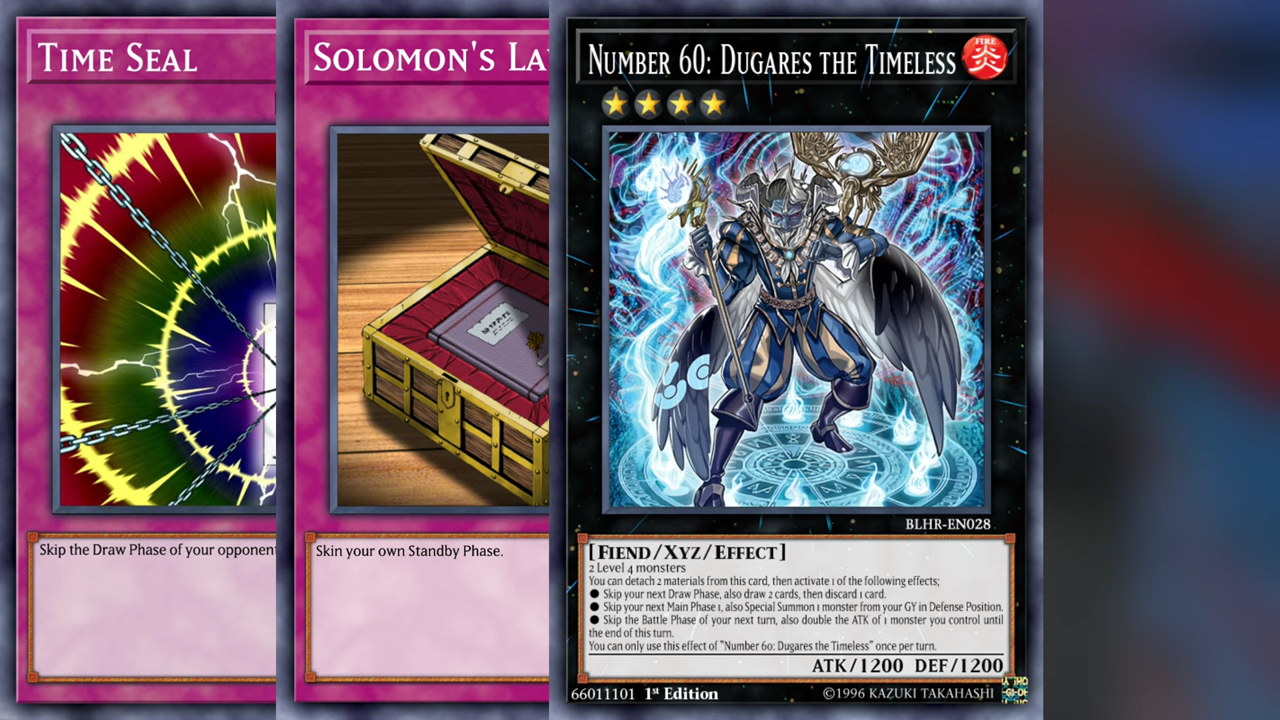 TIME SEAL
Skip the Draw Phase of your opponent
SOLOMON'S LA
Skin your own Standby Phase.
NUMBER 60: DUGARES THE TIMELESS
FIRE
炎
BLHR-EN028
[FIEND/XYZ/EFFECT]
2 Level 4 monsters
You can detach 2 materials from this card, then activate 1 of the following effects;
● Skip your next Draw Phase, also draw 2 cards, then discard 1 card.
● Skip your next Main Phase 1, also Special Summon 1 monster from your GY in Defense Position.
● Skip the Battle Phase of your next turn, also double the ATK of 1 monster you control until
the end of this turn.
You can only use this effect of "Number 60: Dugares the Timeless" once per turn.
ATK/1200 DEF/1200
66011101 1st Edition
©1996 KAZUKI TAKAHASHI